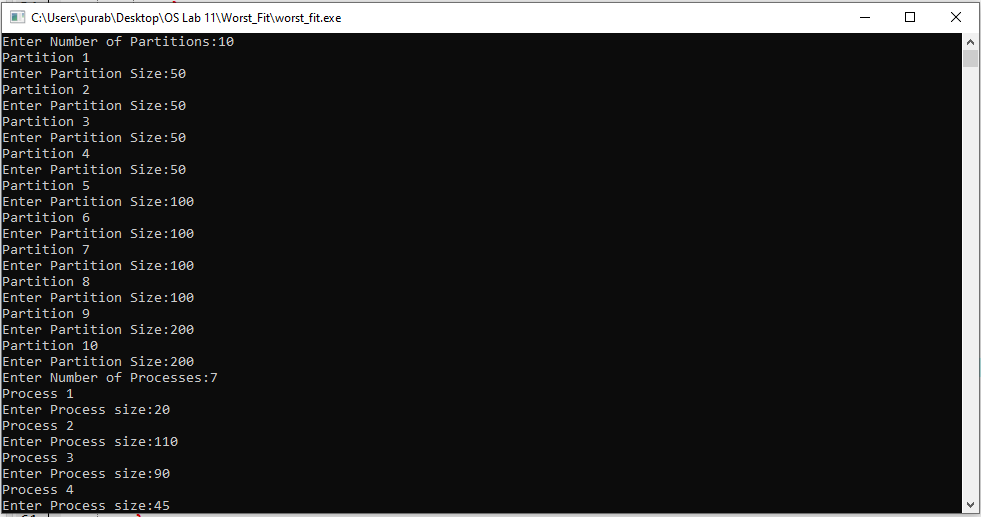 C:\Users\purab\Desktop\OS Lab 11\Worst_Fit\worst_fit.exe
Enter Number of Partitions:10
Partition 1
Enter Partition Size:50
Partition 2
Enter Partition Size:50
Partition 3
Enter Partition Size:50
Partition 4
Enter Partition Size:50
Partition 5
Enter Partition Size:100
Partition 6
Enter Partition Size:100
Partition 7
Enter Partition Size:100
Partition 8
Enter Partition Size:100
Partition 9
Enter Partition Size:200
Partition 10
Enter Partition Size:200
Enter Number of Processes:7
Process 1
Enter Process size:20
Process 2
Enter Process size:110
Process 3
Enter Process size:90
Process 4
Enter Process size:45